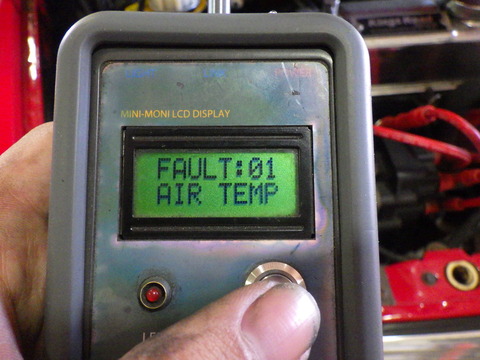 MINI-MONI LCD DISPLAY
FAULT:01
AIR TEMP